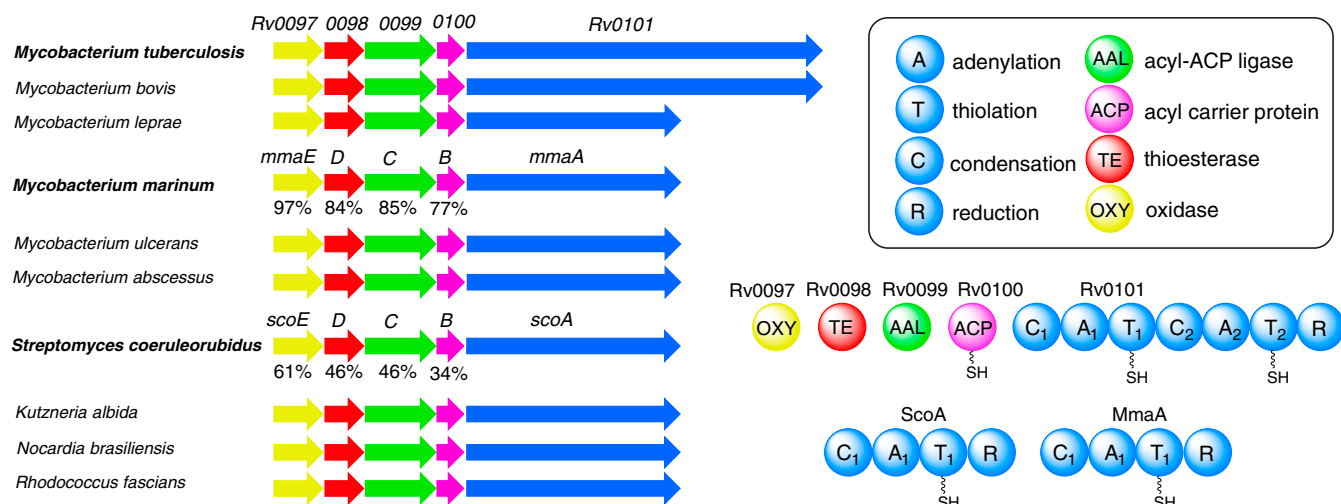 Rv0097 0098 0099 0100 Rv0101
Mycobacterium tuberculosis
Mycobacterium bovis
Mycobacterium leprae
mmaE D C B mmaA
Mycobacterium marinum
97% 84% 85% 77%
Mycobacterium ulcerans
Mycobacterium abscessus
scoE D C B scoA
Streptomyces coeruleorubidus
61% 46% 46% 34%
Kutzneria albida
Nocardia brasiliensis
Rhodococcus fascians
A adenylation
T thiolation
C condensation
R reduction
AAL acyl-ACP ligase
ACP acyl carrier protein
TE thioesterase
OXY oxidase
Rv0097 Rv0098 Rv0099 Rv0100 Rv0101
OXY TE AAL ACP C1 A1 T1 C2 A2 T2 R
SH SH SH
ScoA MmaA
C1 A1 T1 R C1 A1 T1 R
SH SH